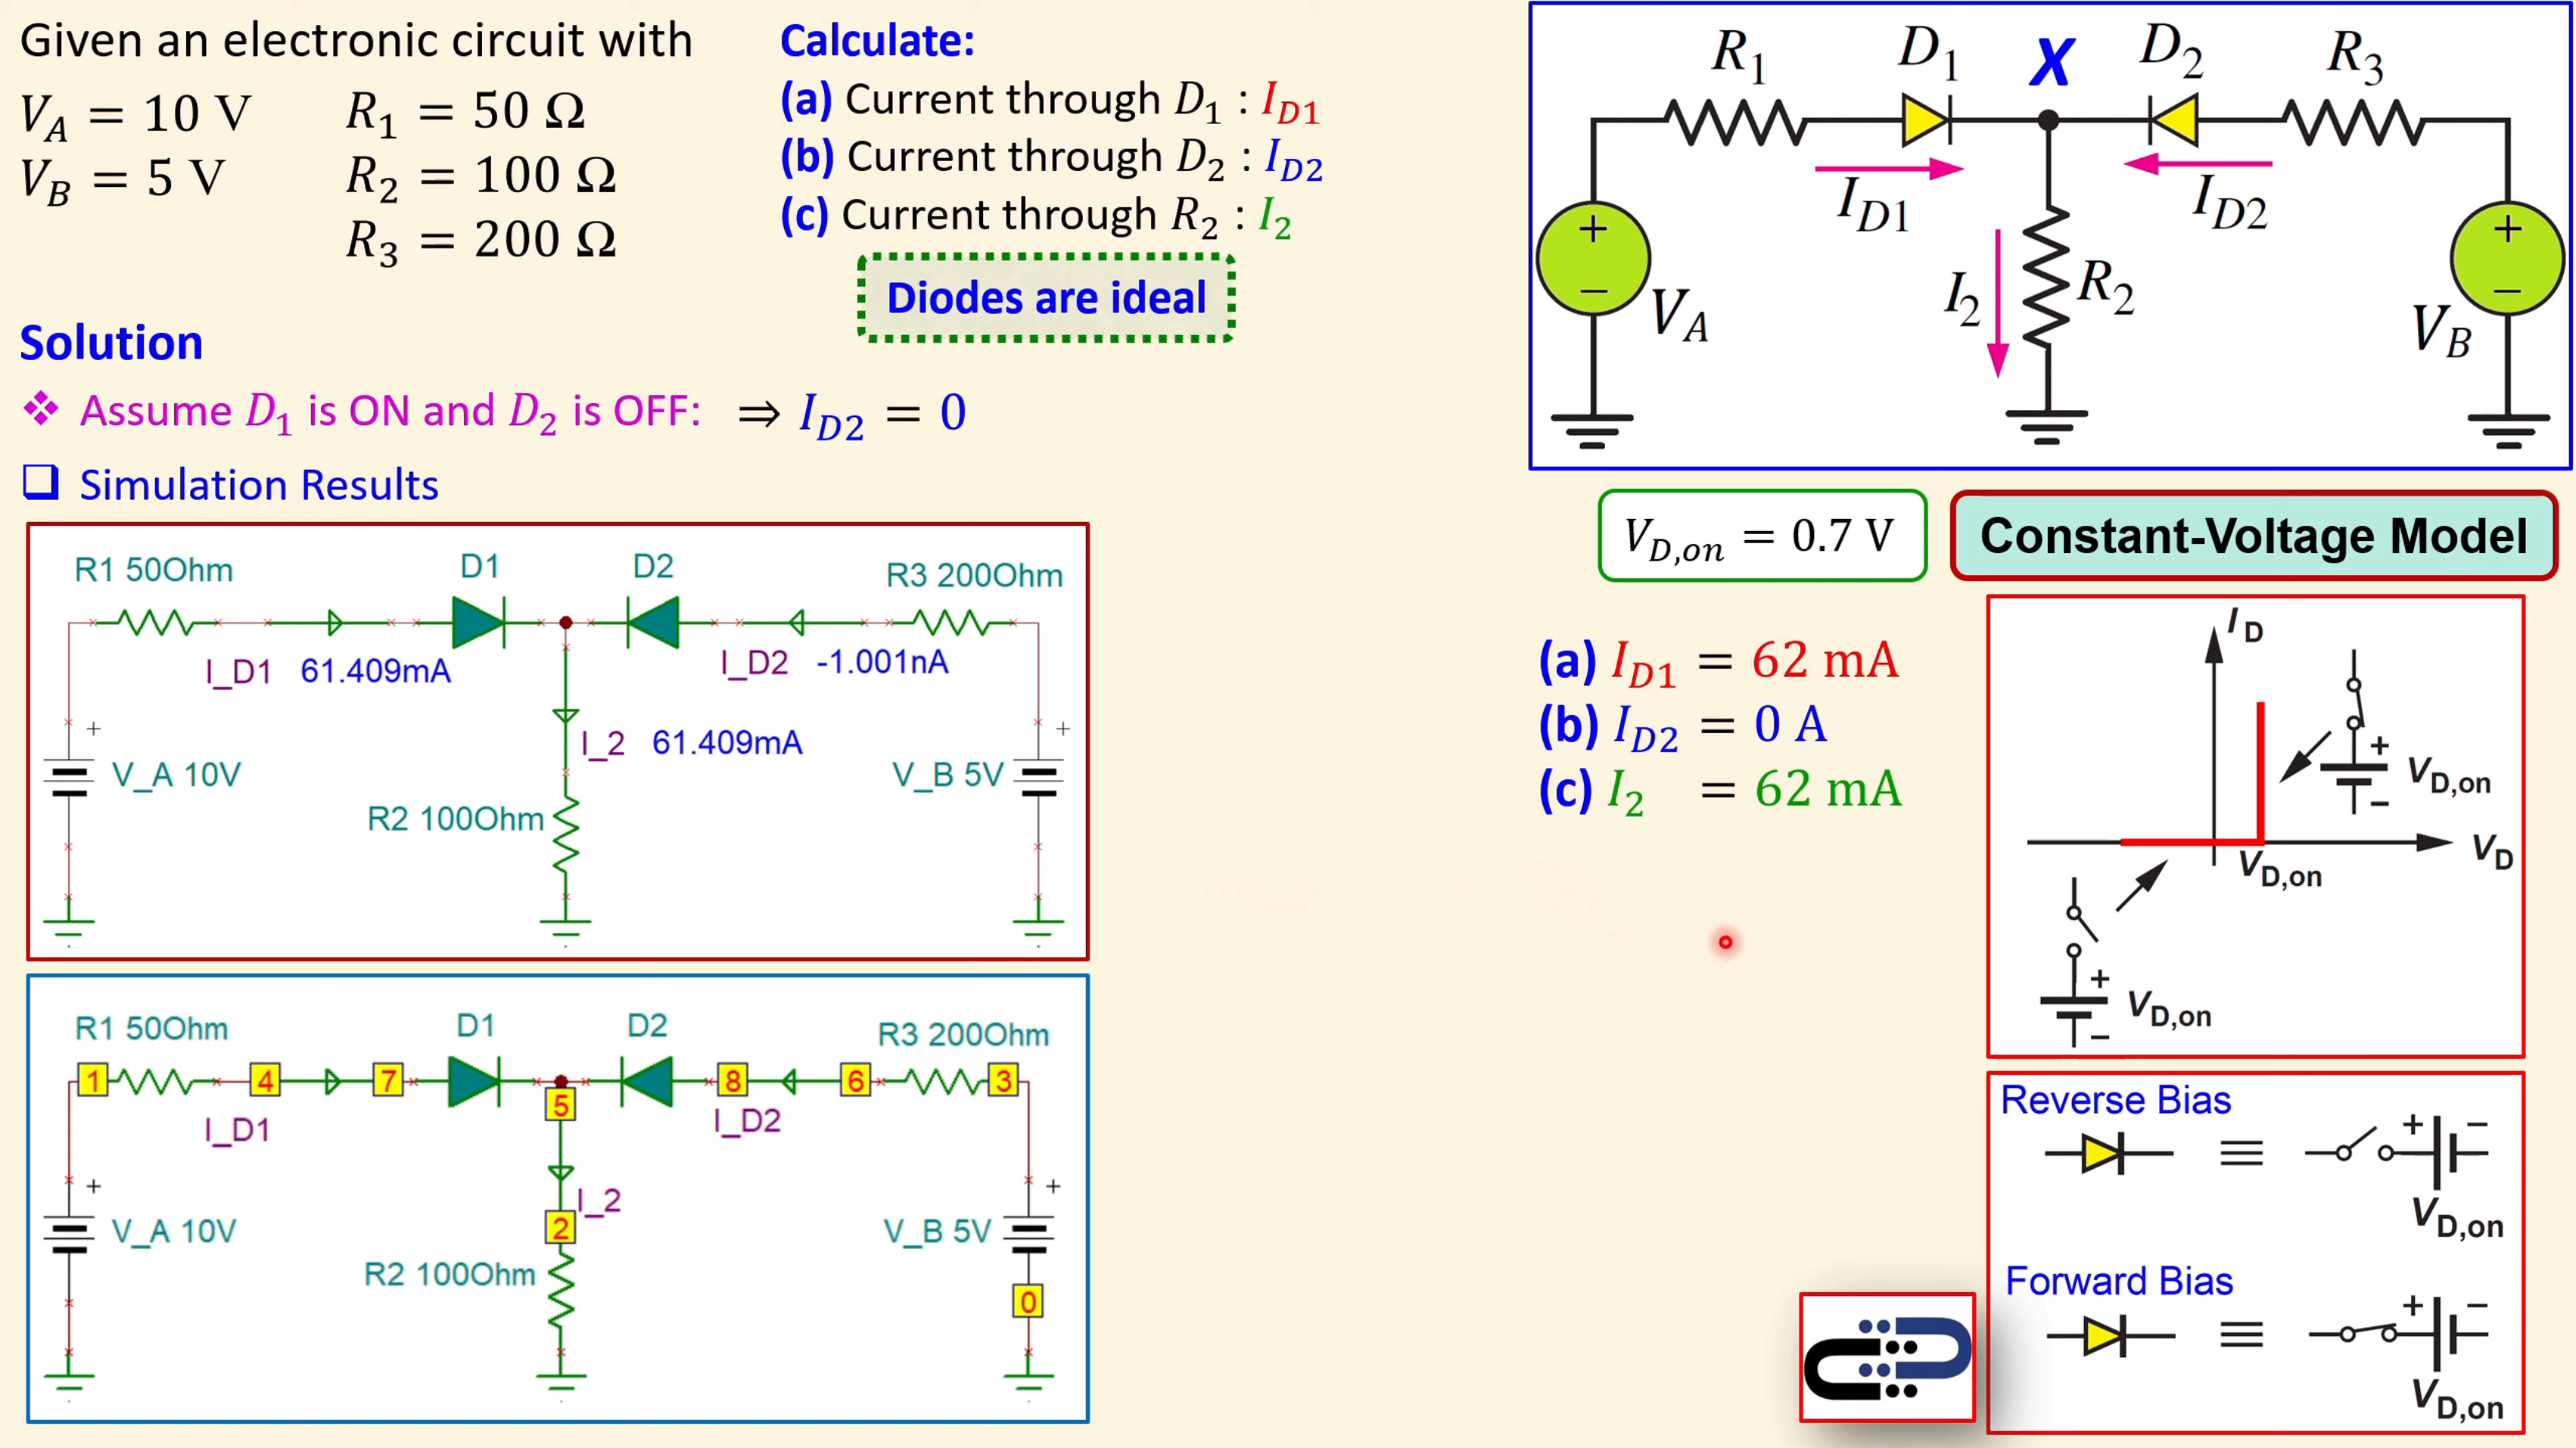 Given an electronic circuit with
V_A = 10 V
V_B = 5 V
R_1 = 50 Ω
R_2 = 100 Ω
R_3 = 200 Ω
Calculate:
(a) Current through D_1 : I_D1
(b) Current through D_2 : I_D2
(c) Current through R_2 : I_2
Diodes are ideal
R_1 D_1 X D_2 R_3
I_D1 I_D2
+ +
I_2 R_2
− −
V_A V_B
Solution
❖ Assume D_1 is ON and D_2 is OFF: ⇒ I_D2 = 0
❑ Simulation Results
R1 50Ohm D1 D2 R3 200Ohm
I_D1 61.409mA I_D2 -1.001nA
+ +
I_2 61.409mA
V_A 10V V_B 5V
R2 100Ohm
R1 50Ohm D1 D2 R3 200Ohm
1 4 7 8 6 3
5
I_D1 I_D2
+ +
I_2
2
V_A 10V V_B 5V
R2 100Ohm
0
V_D,on = 0.7 V
Constant-Voltage Model
(a) I_D1 = 62 mA
(b) I_D2 = 0 A
(c) I_2 = 62 mA
I_D
+
V_D,on
−
V_D
V_D,on
+
V_D,on
−
Reverse Bias
≡ + −
V_D,on
Forward Bias
≡ + −
V_D,on